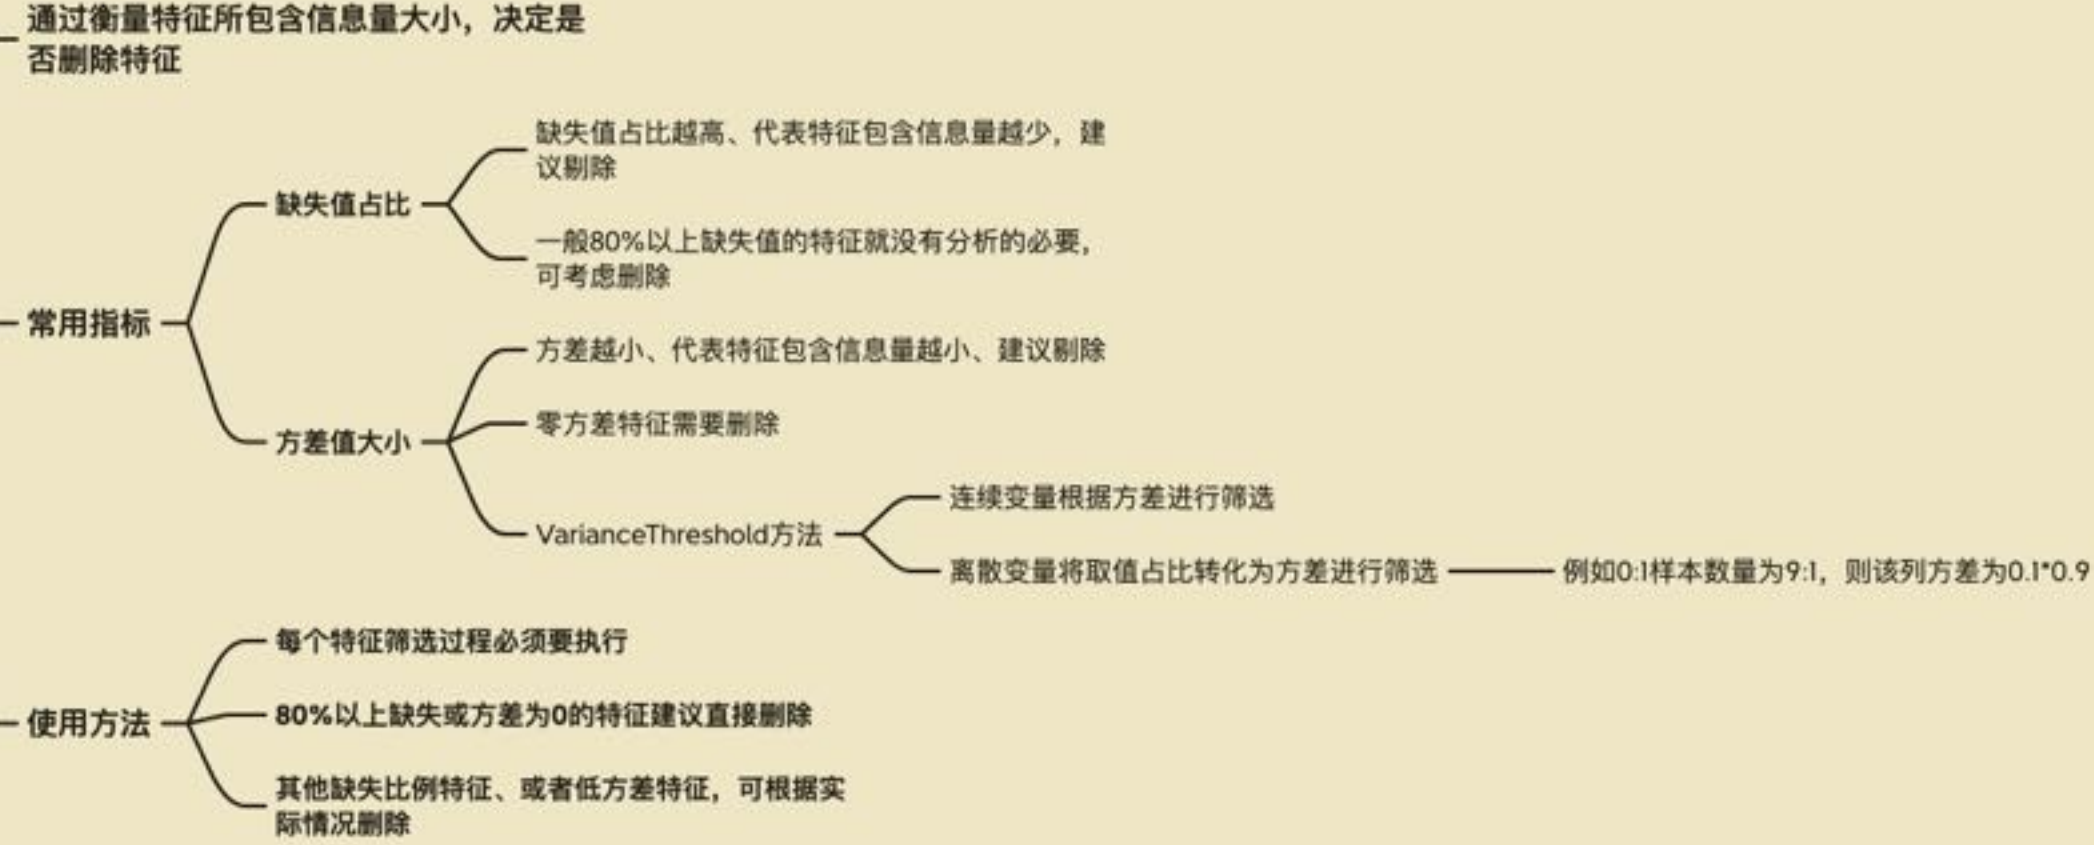 通过衡量特征所包含信息量大小，决定是
否删除特征
缺失值占比越高、代表特征包含信息量越少，建
议剔除
缺失值占比
一般80%以上缺失值的特征就没有分析的必要，
可考虑删除
常用指标
方差越小、代表特征包含信息量越小、建议剔除
零方差特征需要删除
方差值大小
连续变量根据方差进行筛选
VarianceThreshold方法
离散变量将取值占比转化为方差进行筛选
例如0:1样本数量为9:1，则该列方差为0.1*0.9
每个特征筛选过程必须要执行
80%以上缺失或方差为0的特征建议直接删除
使用方法
其他缺失比例特征、或者低方差特征，可根据实
际情况删除